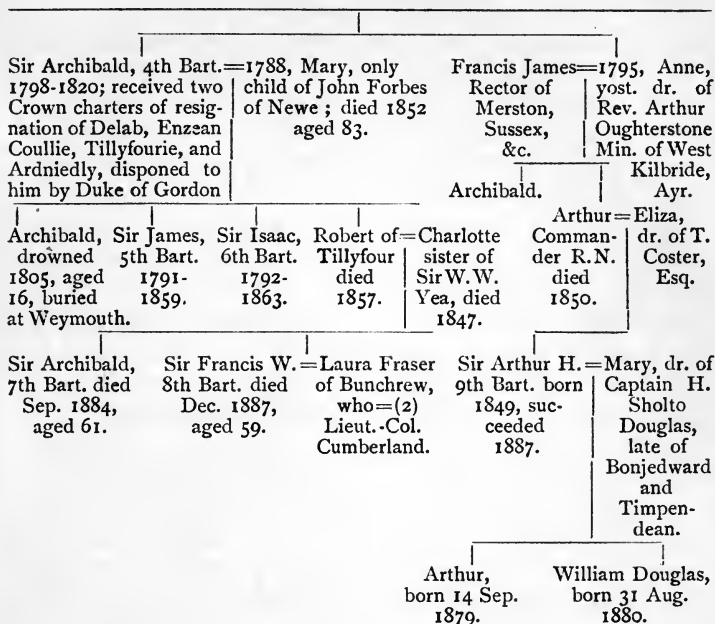 Sir Archibald, 4th Bart.=1788, Mary, only
1798-1820; received two child of John Forbes
Crown charters of resig- of Newe ; died 1852
nation of Delab, Enzean aged 83.
Coullie, Tillyfourie, and
Ardniedly, disponed to
him by Duke of Gordon
Francis James=1795, Anne,
Rector of yost. dr. of
Merston, Rev. Arthur
Sussex, Oughterstone
&c. Min. of West
Kilbride,
Ayr.
Archibald.
Arthur=Eliza,
Comman- dr. of T.
der R.N. Coster,
died Esq.
1850.
Archibald,
drowned
1805, aged
16, buried
at Weymouth.
Sir James,
5th Bart.
1791-
1859.
Sir Isaac,
6th Bart.
1792-
1863.
Robert of=Charlotte
Tillyfour sister of
died Sir W. W.
1857. Yea, died
1847.
Sir Archibald,
7th Bart. died
Sep. 1884,
aged 61.
Sir Francis W.=Laura Fraser
8th Bart. died of Bunchrew,
Dec. 1887, who=(2)
aged 59. Lieut.-Col.
Cumberland.
Sir Arthur H.=Mary, dr. of
9th Bart. born Captain H.
1849, suc- Sholto
ceeded Douglas,
1887. late of
Bonjedward
and
Timpen-
dean.
Arthur,
born 14 Sep.
1879.
William Douglas,
born 31 Aug.
1880.